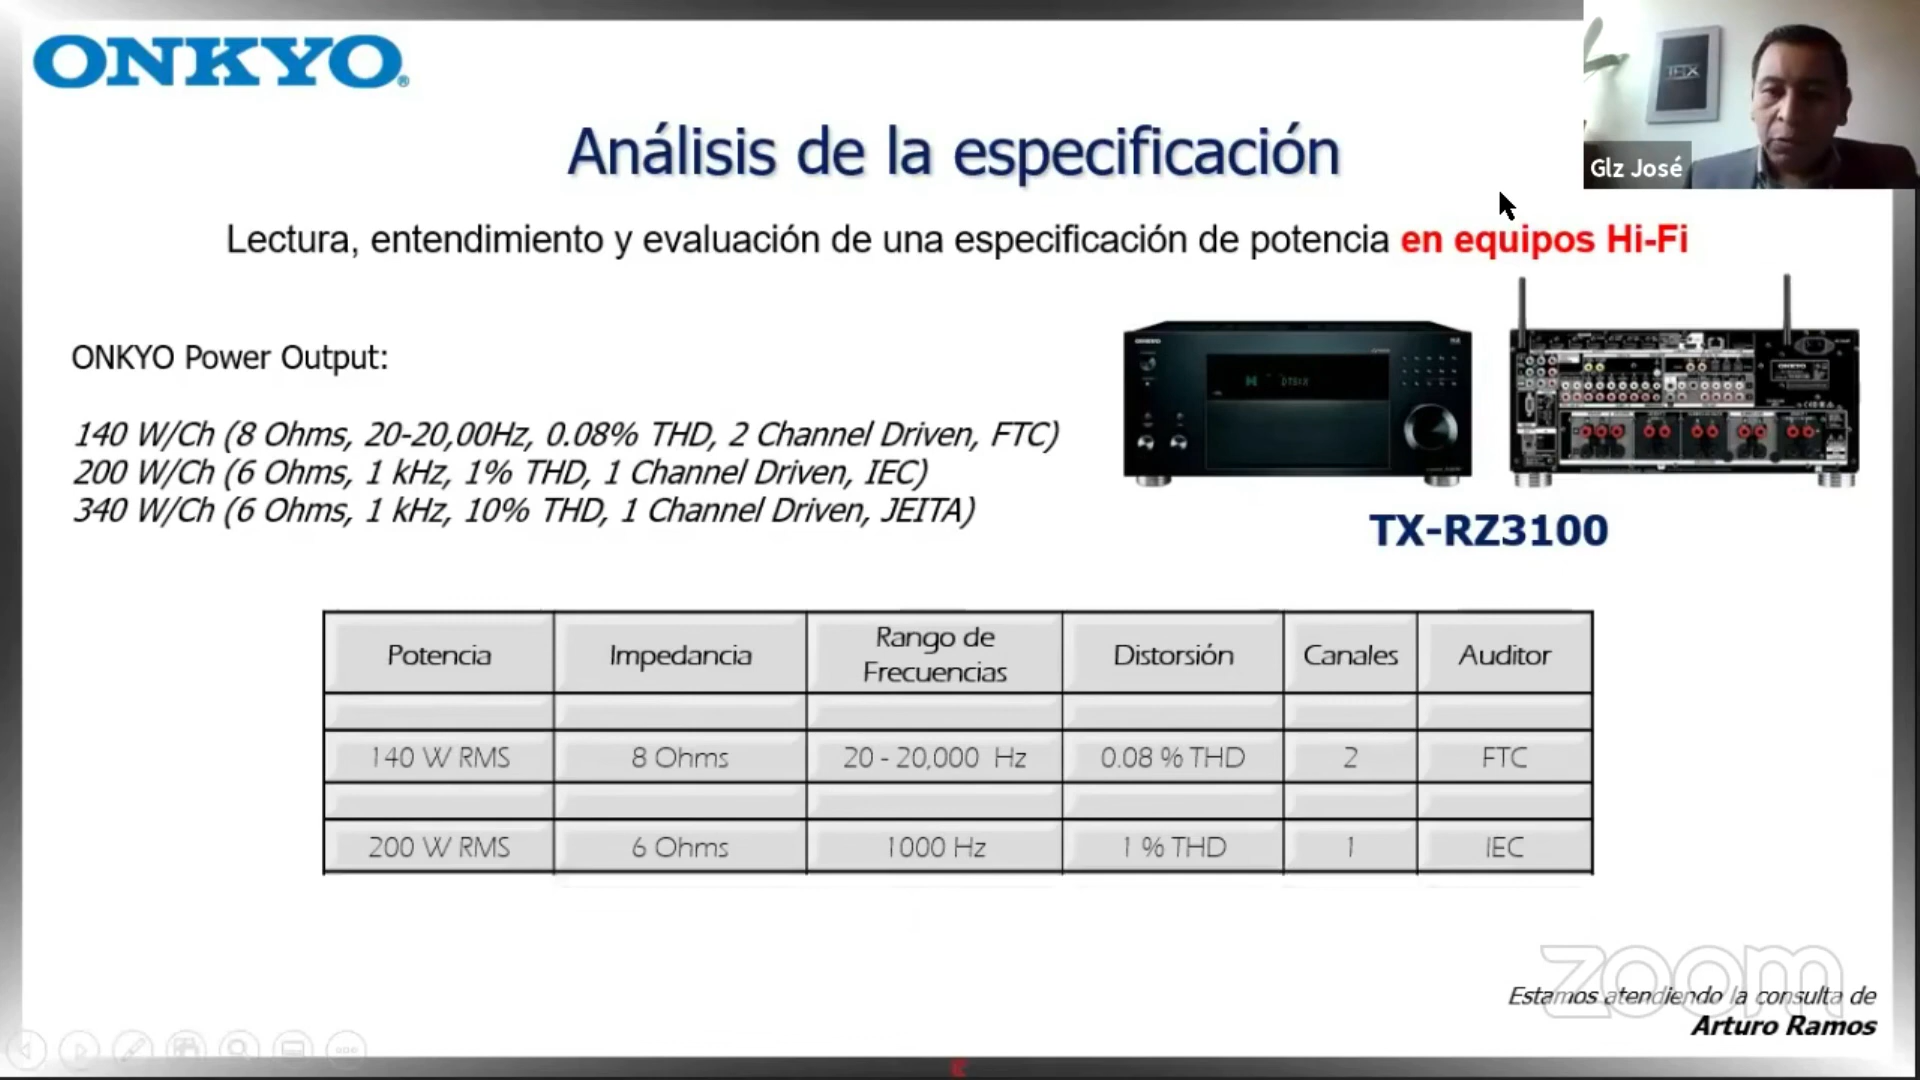 ONKYO®
THX
Glz José
Análisis de la especificación
Lectura, entendimiento y evaluación de una especificación de potencia en equipos Hi-Fi
ONKYO Power Output:
140 W/Ch (8 Ohms, 20-20,00Hz, 0.08% THD, 2 Channel Driven, FTC)
200 W/Ch (6 Ohms, 1 kHz, 1% THD, 1 Channel Driven, IEC)
340 W/Ch (6 Ohms, 1 kHz, 10% THD, 1 Channel Driven, JEITA)
ONKYO
ONKYO
TX-RZ3100
Potencia Impedancia Rango de Frecuencias Distorsión Canales Auditor
140 W RMS 8 Ohms 20 - 20,000 Hz 0.08 % THD 2 FTC
200 W RMS 6 Ohms 1000 Hz 1 % THD 1 IEC
zoom
Estamos atendiendo la consulta de
Arturo Ramos